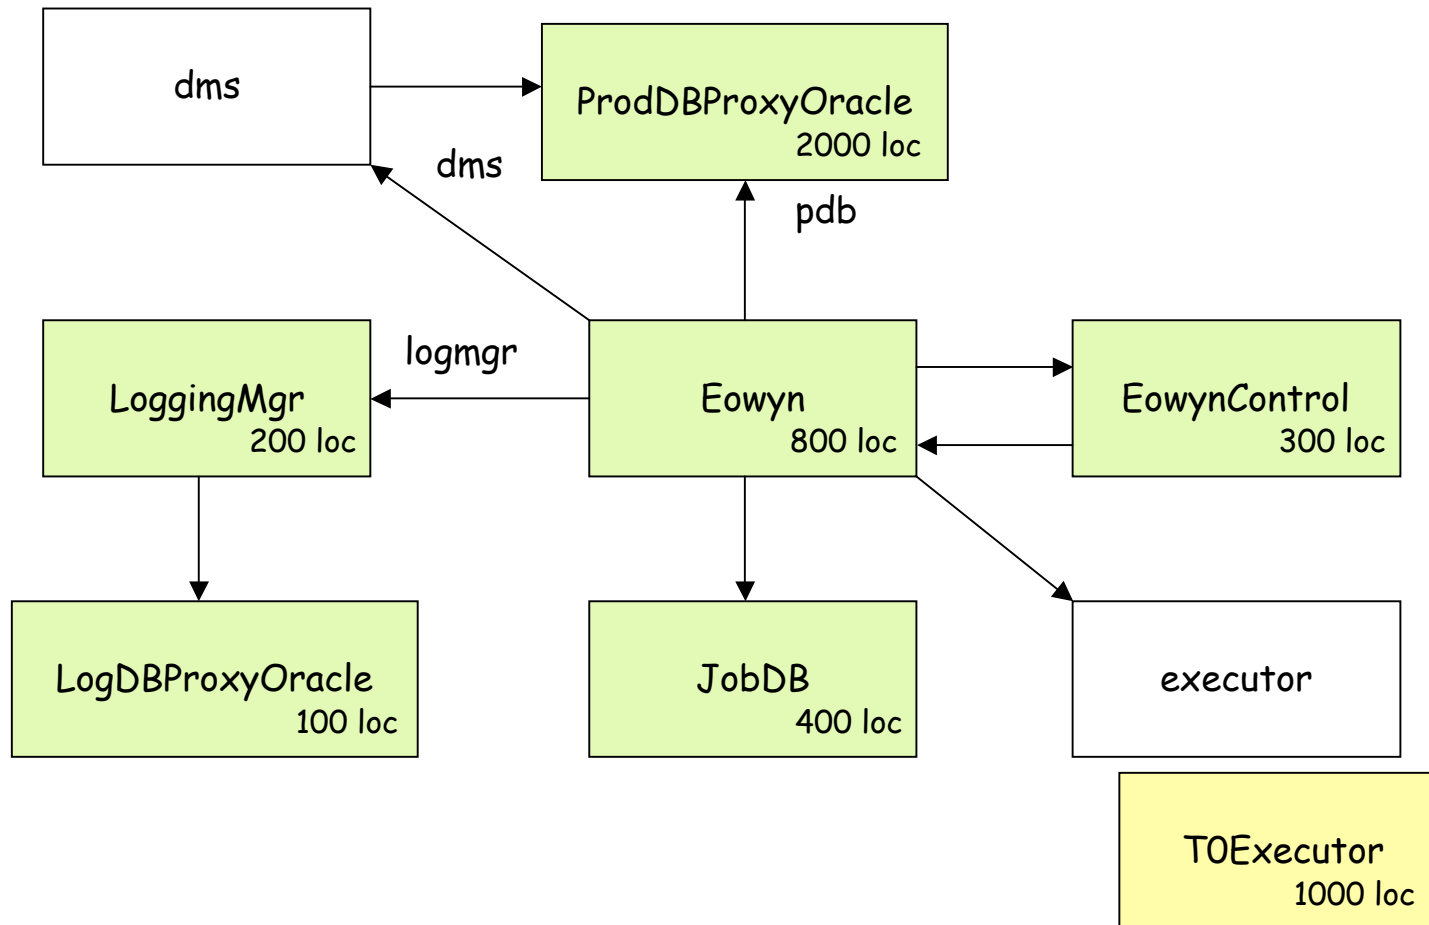 dms
ProdDBProxyOracle
2000 loc
dms
pdb
logmgr
LoggingMgr
200 loc
Eowyn
800 loc
EowynControl
300 loc
LogDBProxyOracle
100 loc
JobDB
400 loc
executor
T0Executor
1000 loc